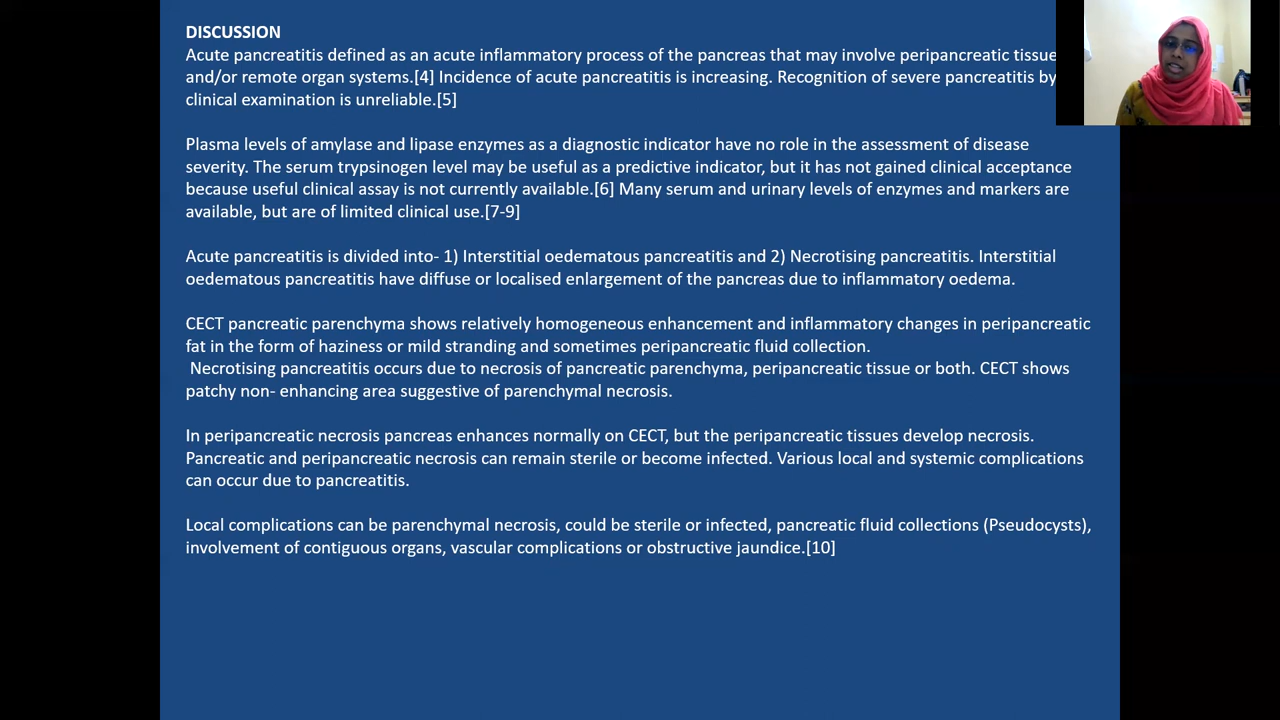 DISCUSSION
Acute pancreatitis defined as an acute inflammatory process of the pancreas that may involve peripancreatic tissue
and/or remote organ systems.[4] Incidence of acute pancreatitis is increasing. Recognition of severe pancreatitis by
clinical examination is unreliable.[5]
Plasma levels of amylase and lipase enzymes as a diagnostic indicator have no role in the assessment of disease
severity. The serum trypsinogen level may be useful as a predictive indicator, but it has not gained clinical acceptance
because useful clinical assay is not currently available.[6] Many serum and urinary levels of enzymes and markers are
available, but are of limited clinical use.[7-9]
Acute pancreatitis is divided into- 1) Interstitial oedematous pancreatitis and 2) Necrotising pancreatitis. Interstitial
oedematous pancreatitis have diffuse or localised enlargement of the pancreas due to inflammatory oedema.
CECT pancreatic parenchyma shows relatively homogeneous enhancement and inflammatory changes in peripancreatic
fat in the form of haziness or mild stranding and sometimes peripancreatic fluid collection.
Necrotising pancreatitis occurs due to necrosis of pancreatic parenchyma, peripancreatic tissue or both. CECT shows
patchy non- enhancing area suggestive of parenchymal necrosis.
In peripancreatic necrosis pancreas enhances normally on CECT, but the peripancreatic tissues develop necrosis.
Pancreatic and peripancreatic necrosis can remain sterile or become infected. Various local and systemic complications
can occur due to pancreatitis.
Local complications can be parenchymal necrosis, could be sterile or infected, pancreatic fluid collections (Pseudocysts),
involvement of contiguous organs, vascular complications or obstructive jaundice.[10]